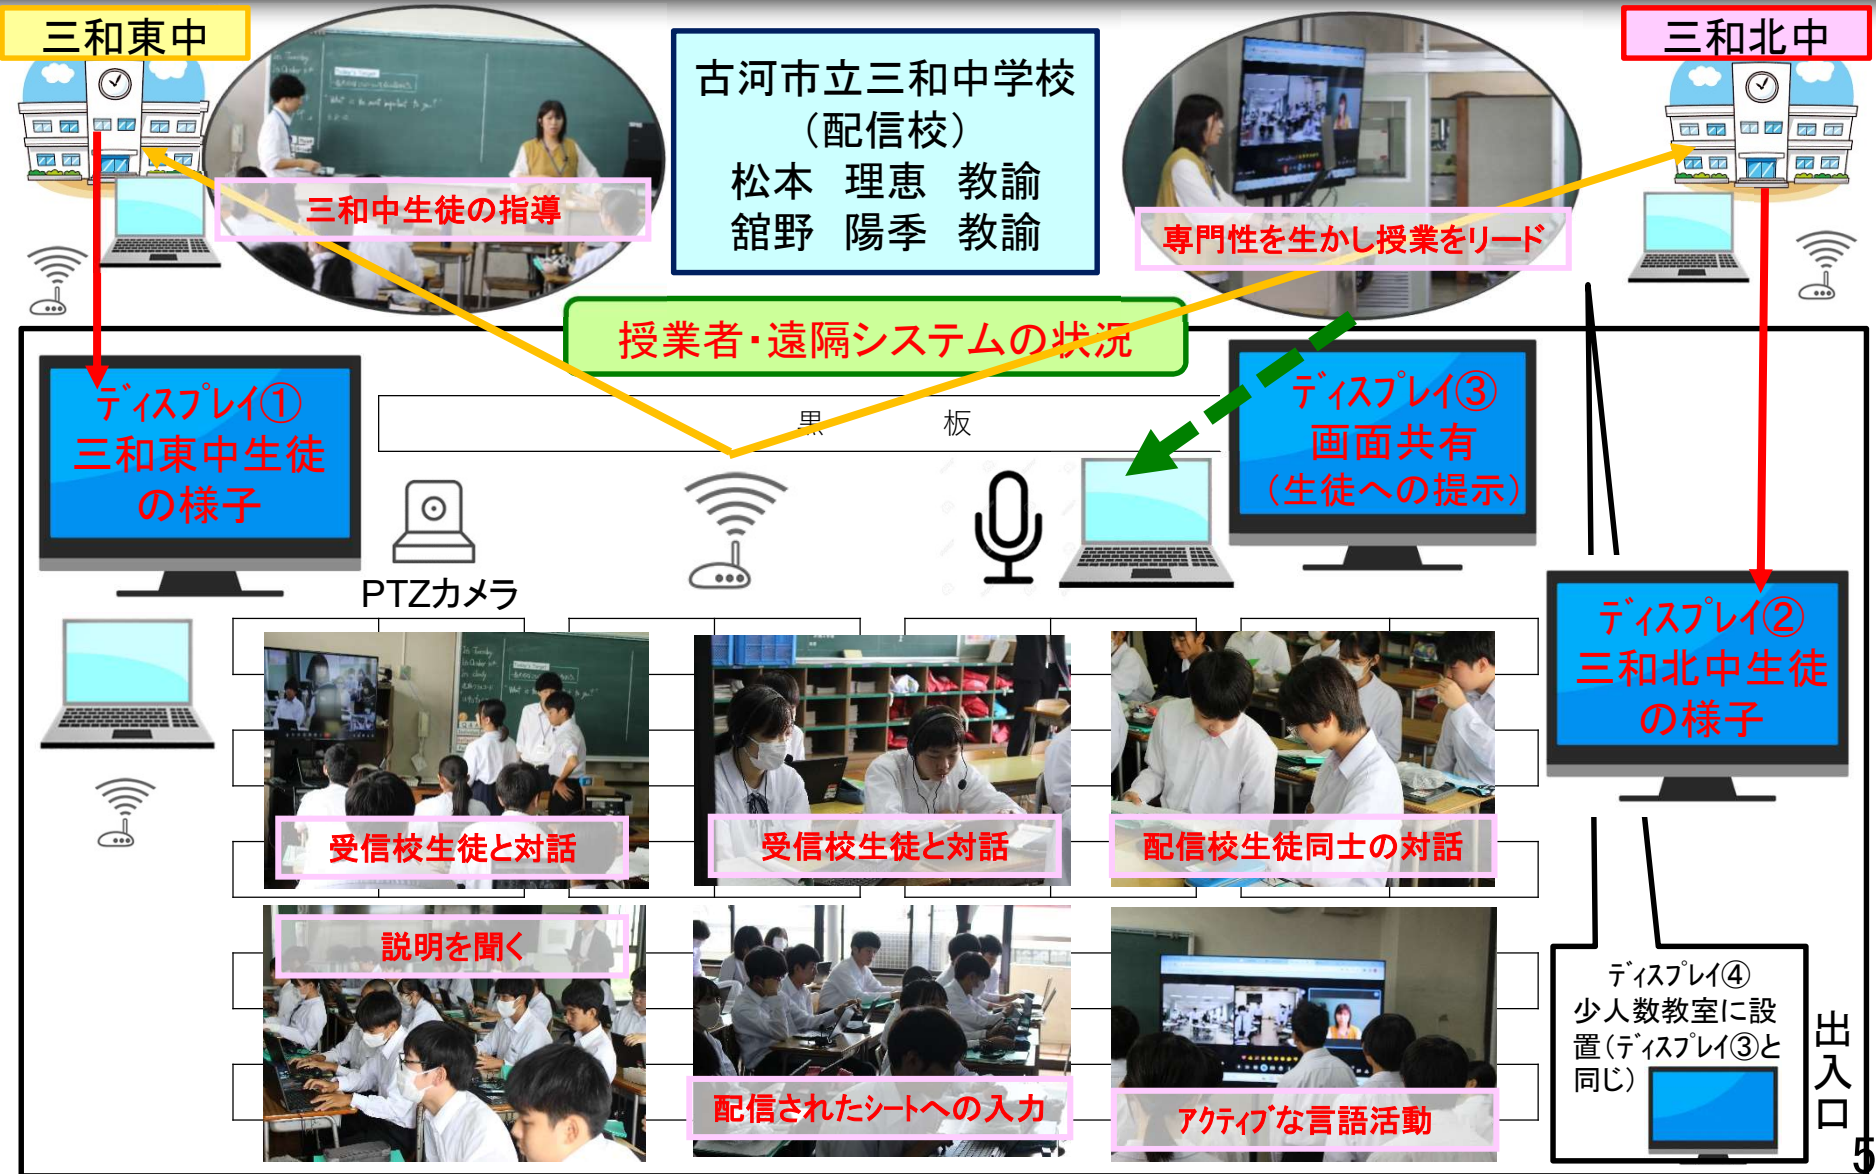 三和東中
三和北中
古河市立三和中学校
（配信校）
松本　理恵　教諭
舘野　陽季　教諭
三和中生徒の指導
専門性を生かし授業をリード
授業者・遠隔システムの状況
ディスプレイ①
三和東中生徒
の様子
黒　板
ディスプレイ③
画面共有
（生徒への提示）
PTZカメラ
ディスプレイ②
三和北中生徒
の様子
受信校生徒と対話
受信校生徒と対話
配信校生徒同士の対話
説明を聞く
配信されたシートへの入力
アクティブな言語活動
ディスプレイ④
少人数教室に設
置（ディスプレイ③と
同じ）
出入口
5